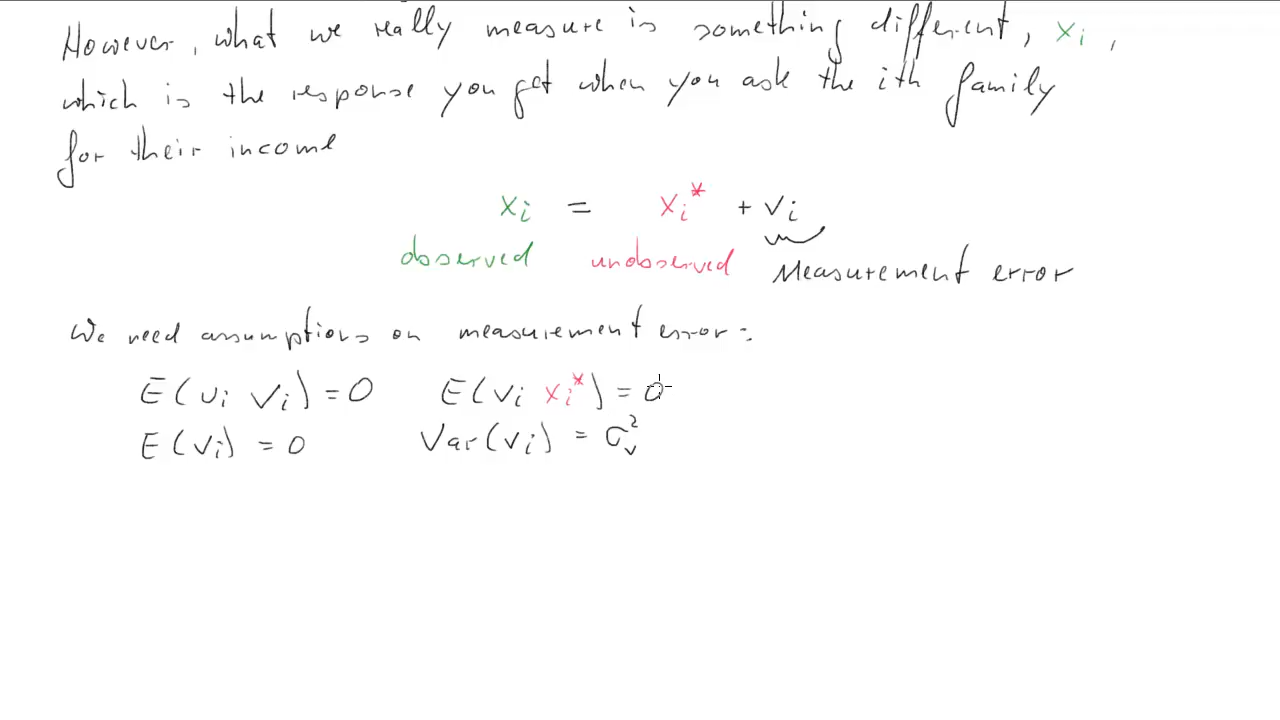 However, what we really measure is something different, xi,
which is the response you get when you ask the ith family
for their income
xi = xi* + vi
observed unobserved Measurement error
We need assumptions on measurement error:
E(ui vi) = 0 E(vi xi*) = 0
E(vi) = 0 Var(vi) = σv²